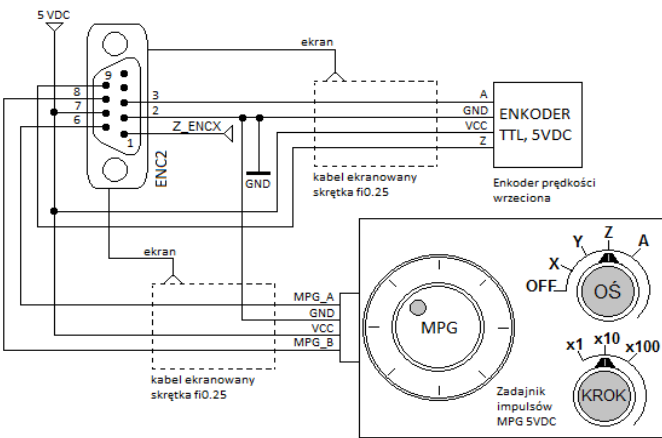 5 VDC
ekran
9
8
7
6
3
2
1
Z_ENCX
ENC2
GND
A
GND
VCC
Z
ENKODER
TTL, 5VDC
kabel ekranowany
skrętka fi0.25
Enkoder prędkości
wrzeciona
ekran
MPG_A
GND
VCC
MPG_B
kabel ekranowany
skrętka fi0.25
MPG
OFF
X
Y
Z
A
OŚ
x1
x10
x100
KROK
Zadajnik
impulsów
MPG 5VDC